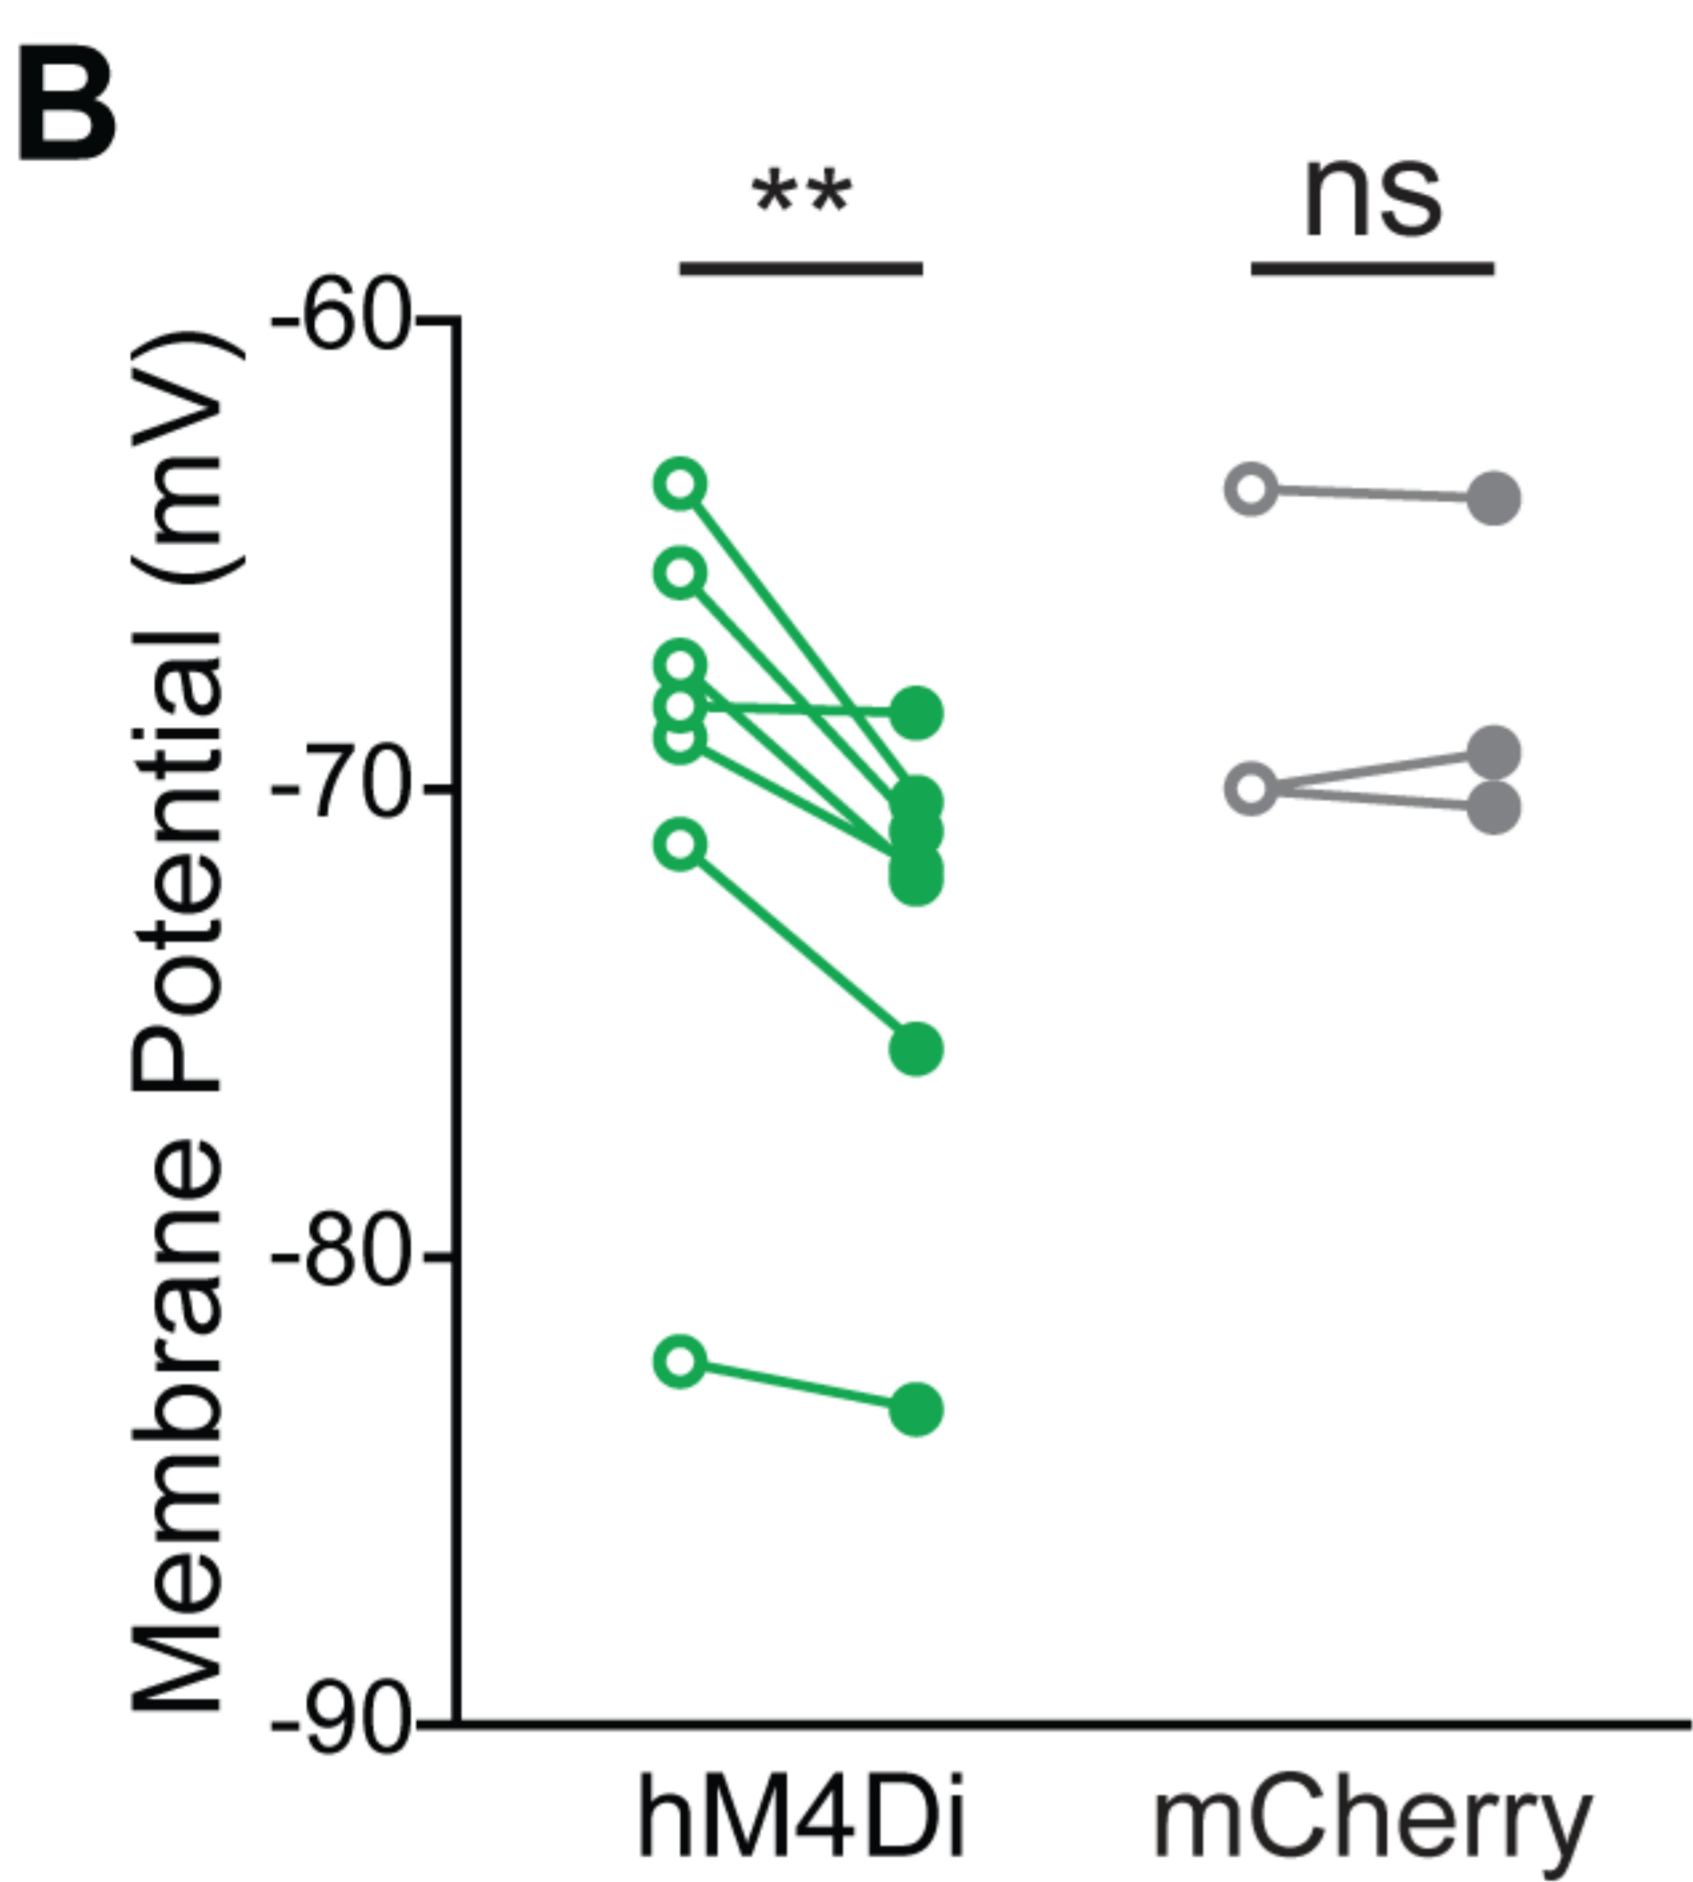 B
**
ns
Membrane Potential (mV)
-60
-70
-80
-90
hM4Di
mCherry